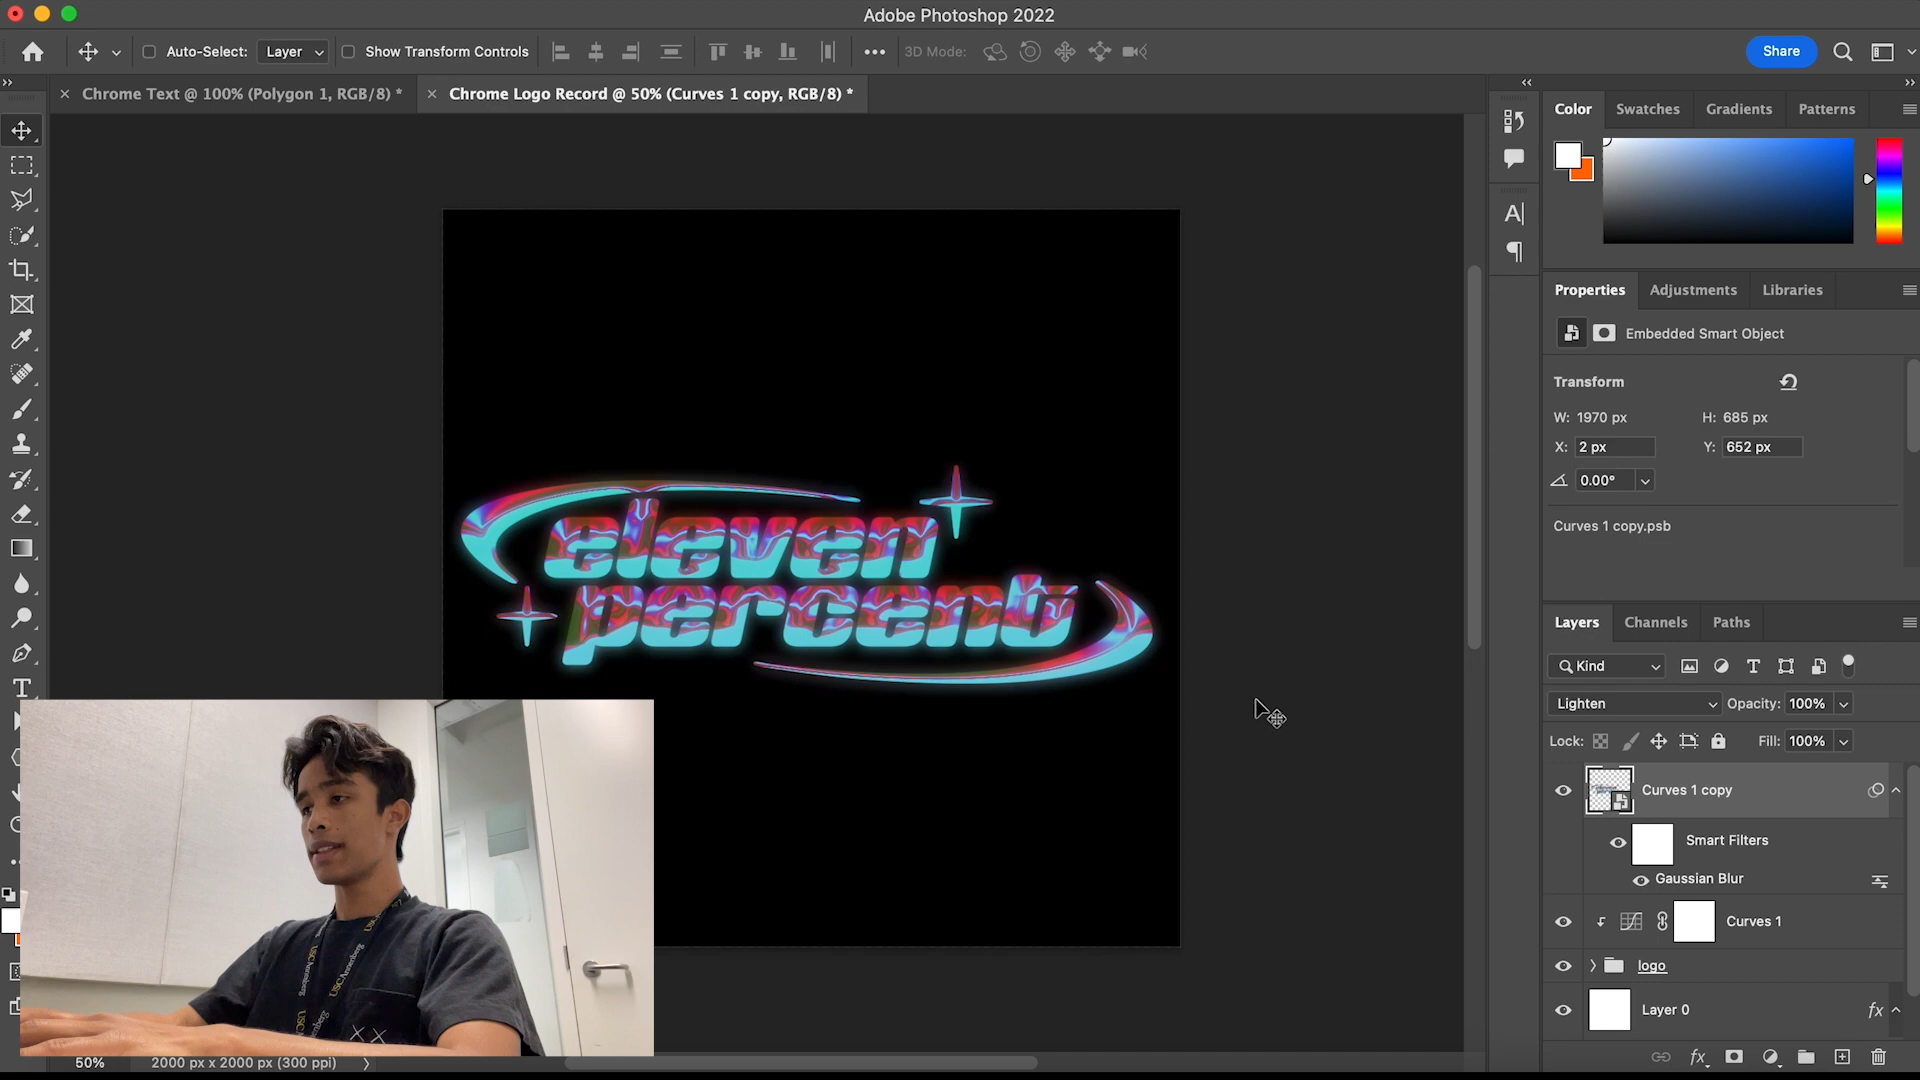 Adobe Photoshop 2022
Auto-Select: Layer Show Transform Controls 3D Mode: Share
Chrome Text @ 100% (Polygon 1, RGB/8) *
Chrome Logo Record @ 50% (Curves 1 copy, RGB/8) *
Color Swatches Gradients Patterns
Properties Adjustments Libraries
Embedded Smart Object
Transform
W: 1970 px H: 685 px
X: 2 px Y: 652 px
0.00°
Curves 1 copy.psb
eleven
percent
Layers Channels Paths
Kind
Lighten Opacity: 100%
Lock: Fill: 100%
Curves 1 copy
Smart Filters
Gaussian Blur
Curves 1
logo
Layer 0
fx
fx
USC Annenberg
50% 2000 px x 2000 px (300 ppi)